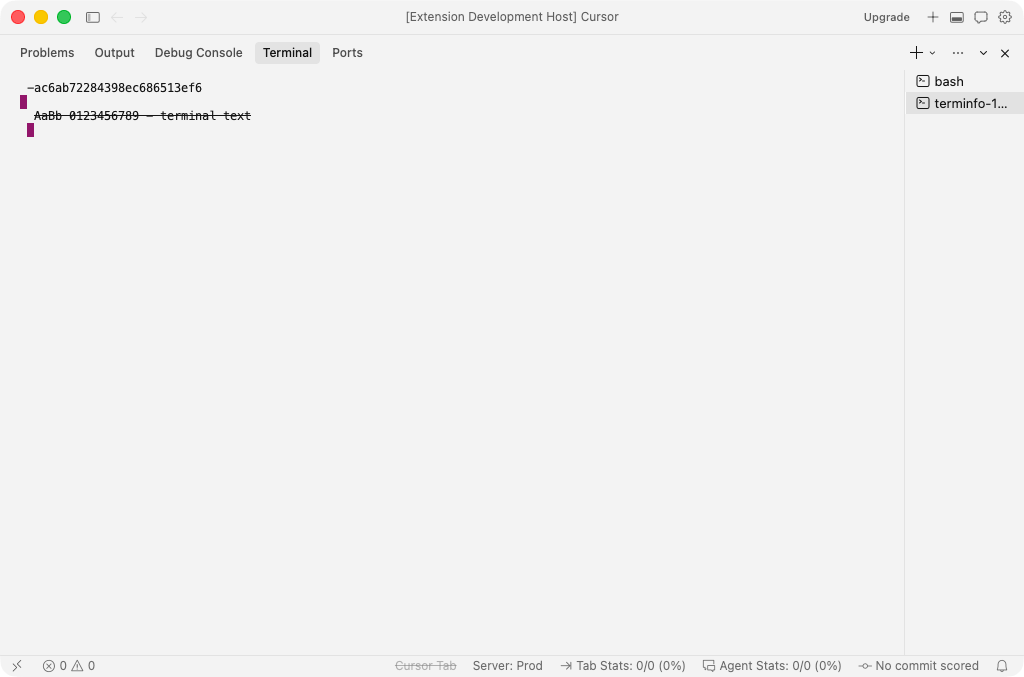 [Extension Development Host] Cursor
Upgrade
Problems Output Debug Console Terminal Ports
-ac6ab72284398ec686513ef6
AaBb 0123456789 - terminal text
bash
terminfo-1...
0 0 Cursor Tab Server: Prod Tab Stats: 0/0 (0%) Agent Stats: 0/0 (0%) No commit scored